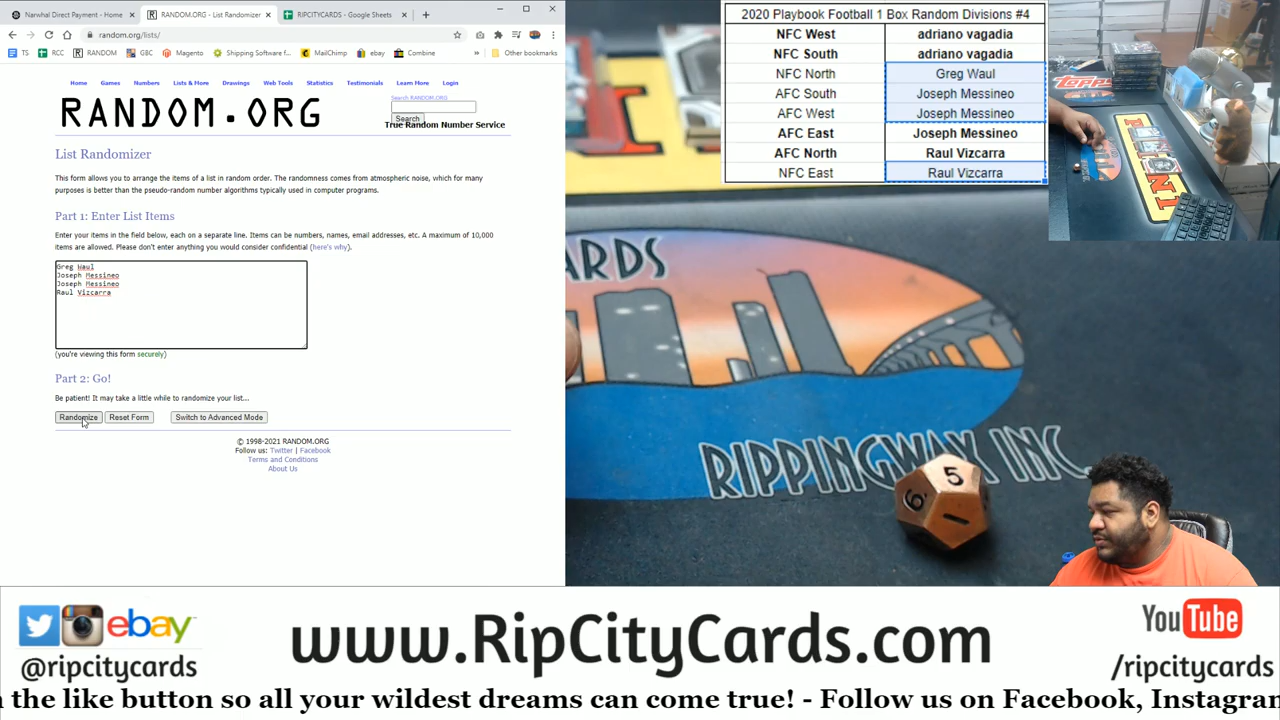 Narwhal Direct Payment - Home
RANDOM.ORG - List Randomizer
RIPCITYCARDS - Google Sheets
random.org/lists/
TS
RCC
RANDOM
GBC
Magento
Shipping Software f...
MailChimp
ebay
Combine
Other bookmarks
Home
Games
Numbers
Lists & More
Drawings
Web Tools
Statistics
Testimonials
Learn More
Login
RANDOM.ORG
Search RANDOM.ORG
Search
True Random Number Service
List Randomizer
This form allows you to arrange the items of a list in random order. The randomness comes from atmospheric noise, which for many
purposes is better than the pseudo-random number algorithms typically used in computer programs.
Part 1: Enter List Items
Enter your items in the field below, each on a separate line. Items can be numbers, names, email addresses, etc. A maximum of 10,000
items are allowed. Please don't enter anything you would consider confidential (here's why).
Greg Waul
Joseph Messineo
Joseph Messineo
Raul Vizcarra
(you're viewing this form securely)
Part 2: Go!
Be patient! It may take a little while to randomize your list...
Randomize
Reset Form
Switch to Advanced Mode
© 1998-2021 RANDOM.ORG
Follow us: Twitter | Facebook
Terms and Conditions
About Us
2020 Playbook Football 1 Box Random Divisions #4
NFC West adriano vagadia
NFC South adriano vagadia
NFC North Greg Waul
AFC South Joseph Messineo
AFC West Joseph Messineo
AFC East Joseph Messineo
AFC North Raul Vizcarra
NFC East Raul Vizcarra
Topps
ARDS
RIPPINGWAX INC.
5
6
ebay
@ripcitycards
www.RipCityCards.com
YouTube
/ripcitycards
n the like button so all your wildest dreams can come true! - Follow us on Facebook, Instagram